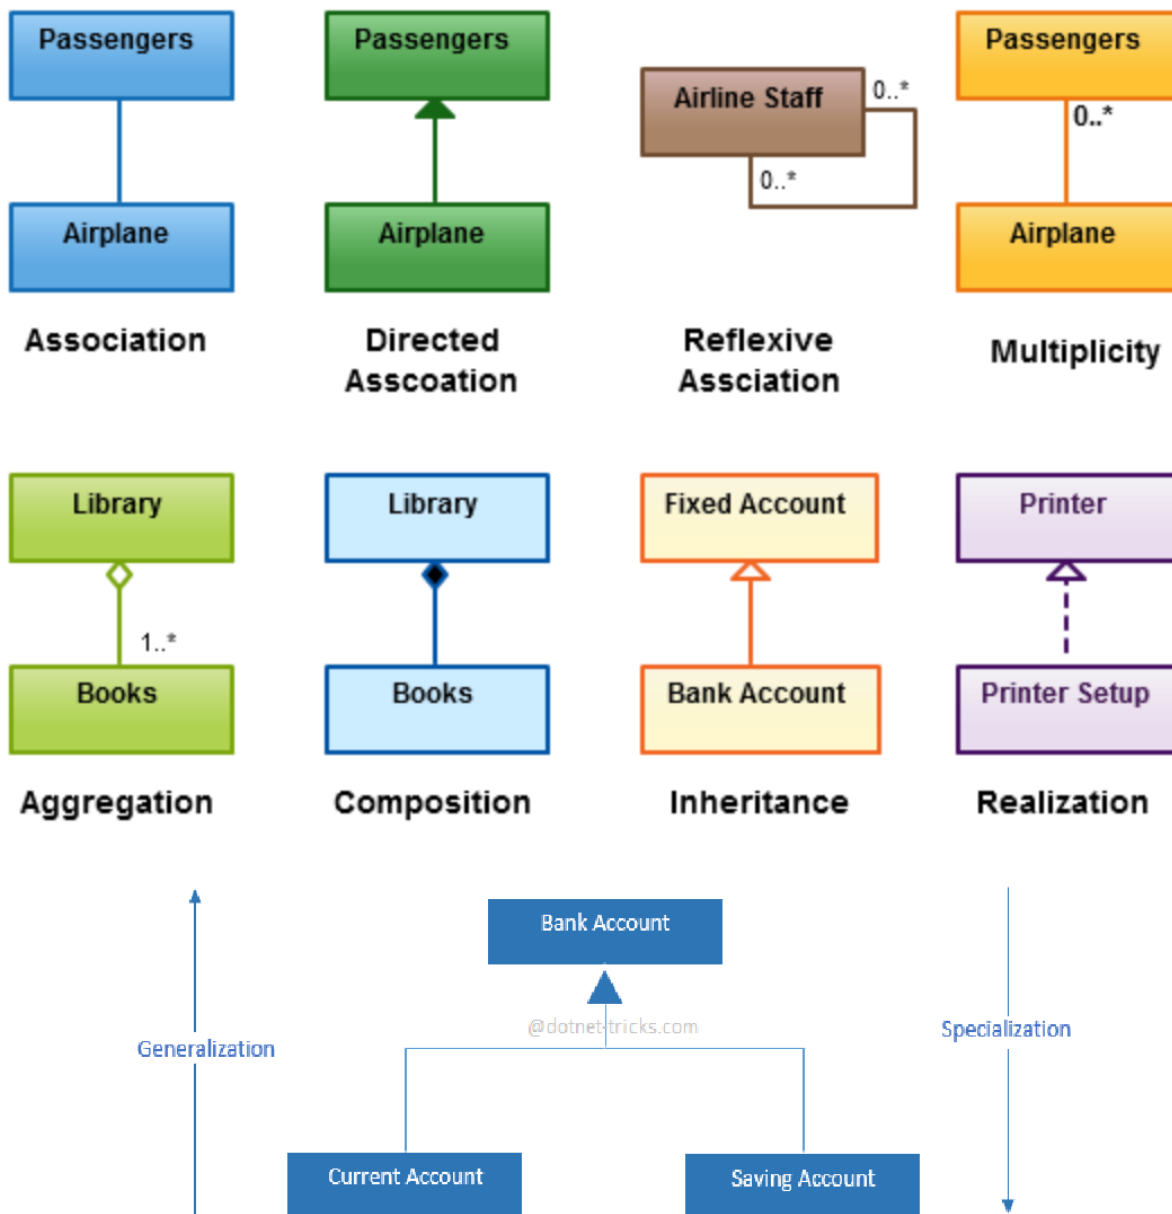 Passengers
Passengers
Airline Staff
0..*
0..*
Passengers
0..*
Airplane
Airplane
Airplane
Association
Directed
Asscoation
Reflexive
Assciation
Multiplicity
Library
1..*
Books
Library
Books
Fixed Account
Bank Account
Printer
Printer Setup
Aggregation
Composition
Inheritance
Realization
Bank Account
@dotnet-tricks.com
Generalization
Specialization
Current Account
Saving Account